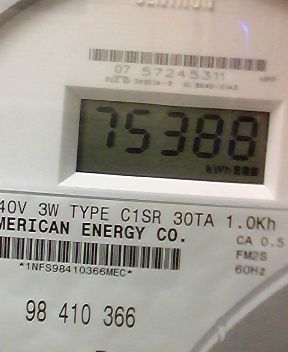 07 57245311
75388
kWh
40V 3W TYPE C1SR 30TA 1.0Kh
MERICAN ENERGY CO.
CA 0.5
FM2S
60Hz
*1NFS98410366MEC*
98 410 366